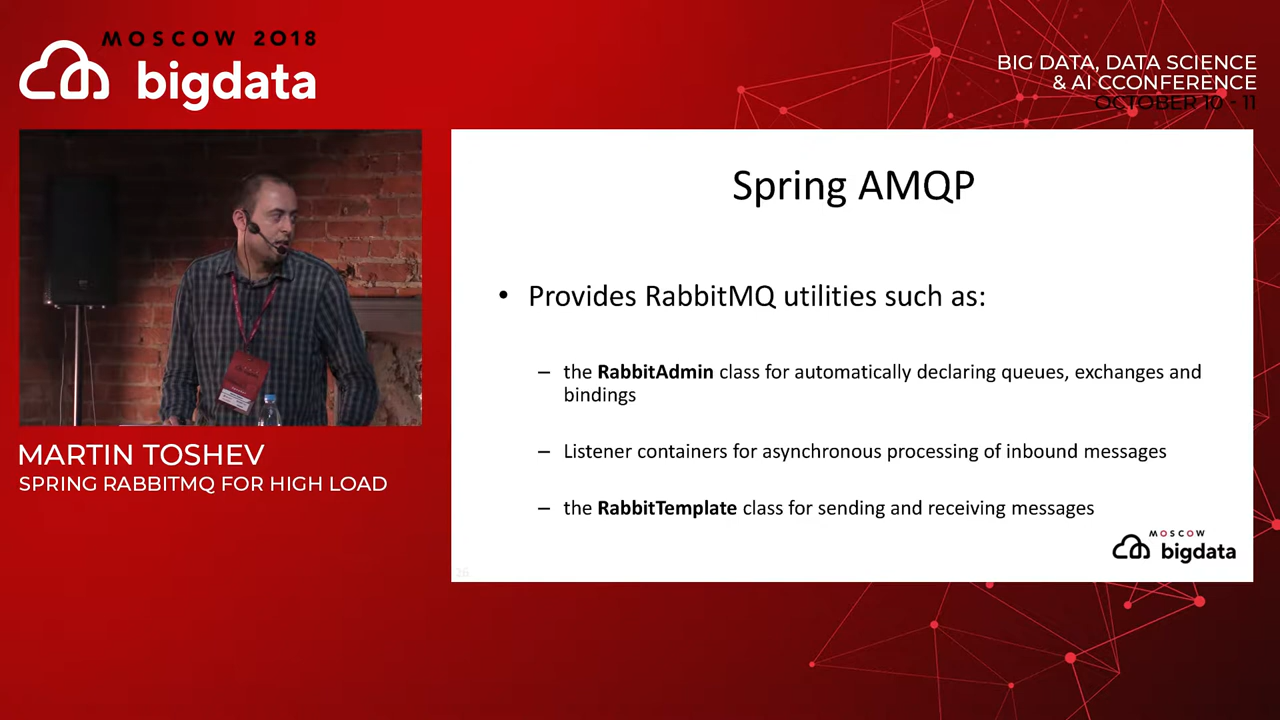 MOSCOW 2018
bigdata
BIG DATA, DATA SCIENCE
& AI CCONFERENCE
OCTOBER 10 - 11
Spring AMQP
• Provides RabbitMQ utilities such as:
– the RabbitAdmin class for automatically declaring queues, exchanges and
bindings
– Listener containers for asynchronous processing of inbound messages
– the RabbitTemplate class for sending and receiving messages
MOSCOW
bigdata
26
MARTIN TOSHEV
SPRING RABBITMQ FOR HIGH LOAD